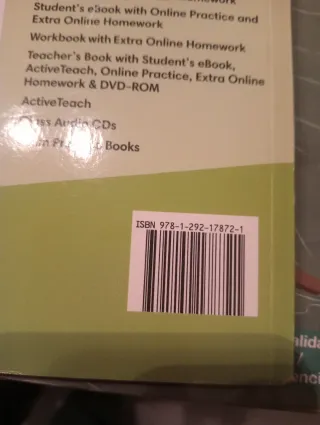 Student's eBook with Online Practice and
Extra Online Homework
Workbook with Extra Online Homework
Teacher's Book with Student's eBook,
ActiveTeach, Online Practice, Extra Online
Homework & DVD-ROM
ActiveTeach
Class Audio CDs
Books
ISBN 978-1-292-17872-1